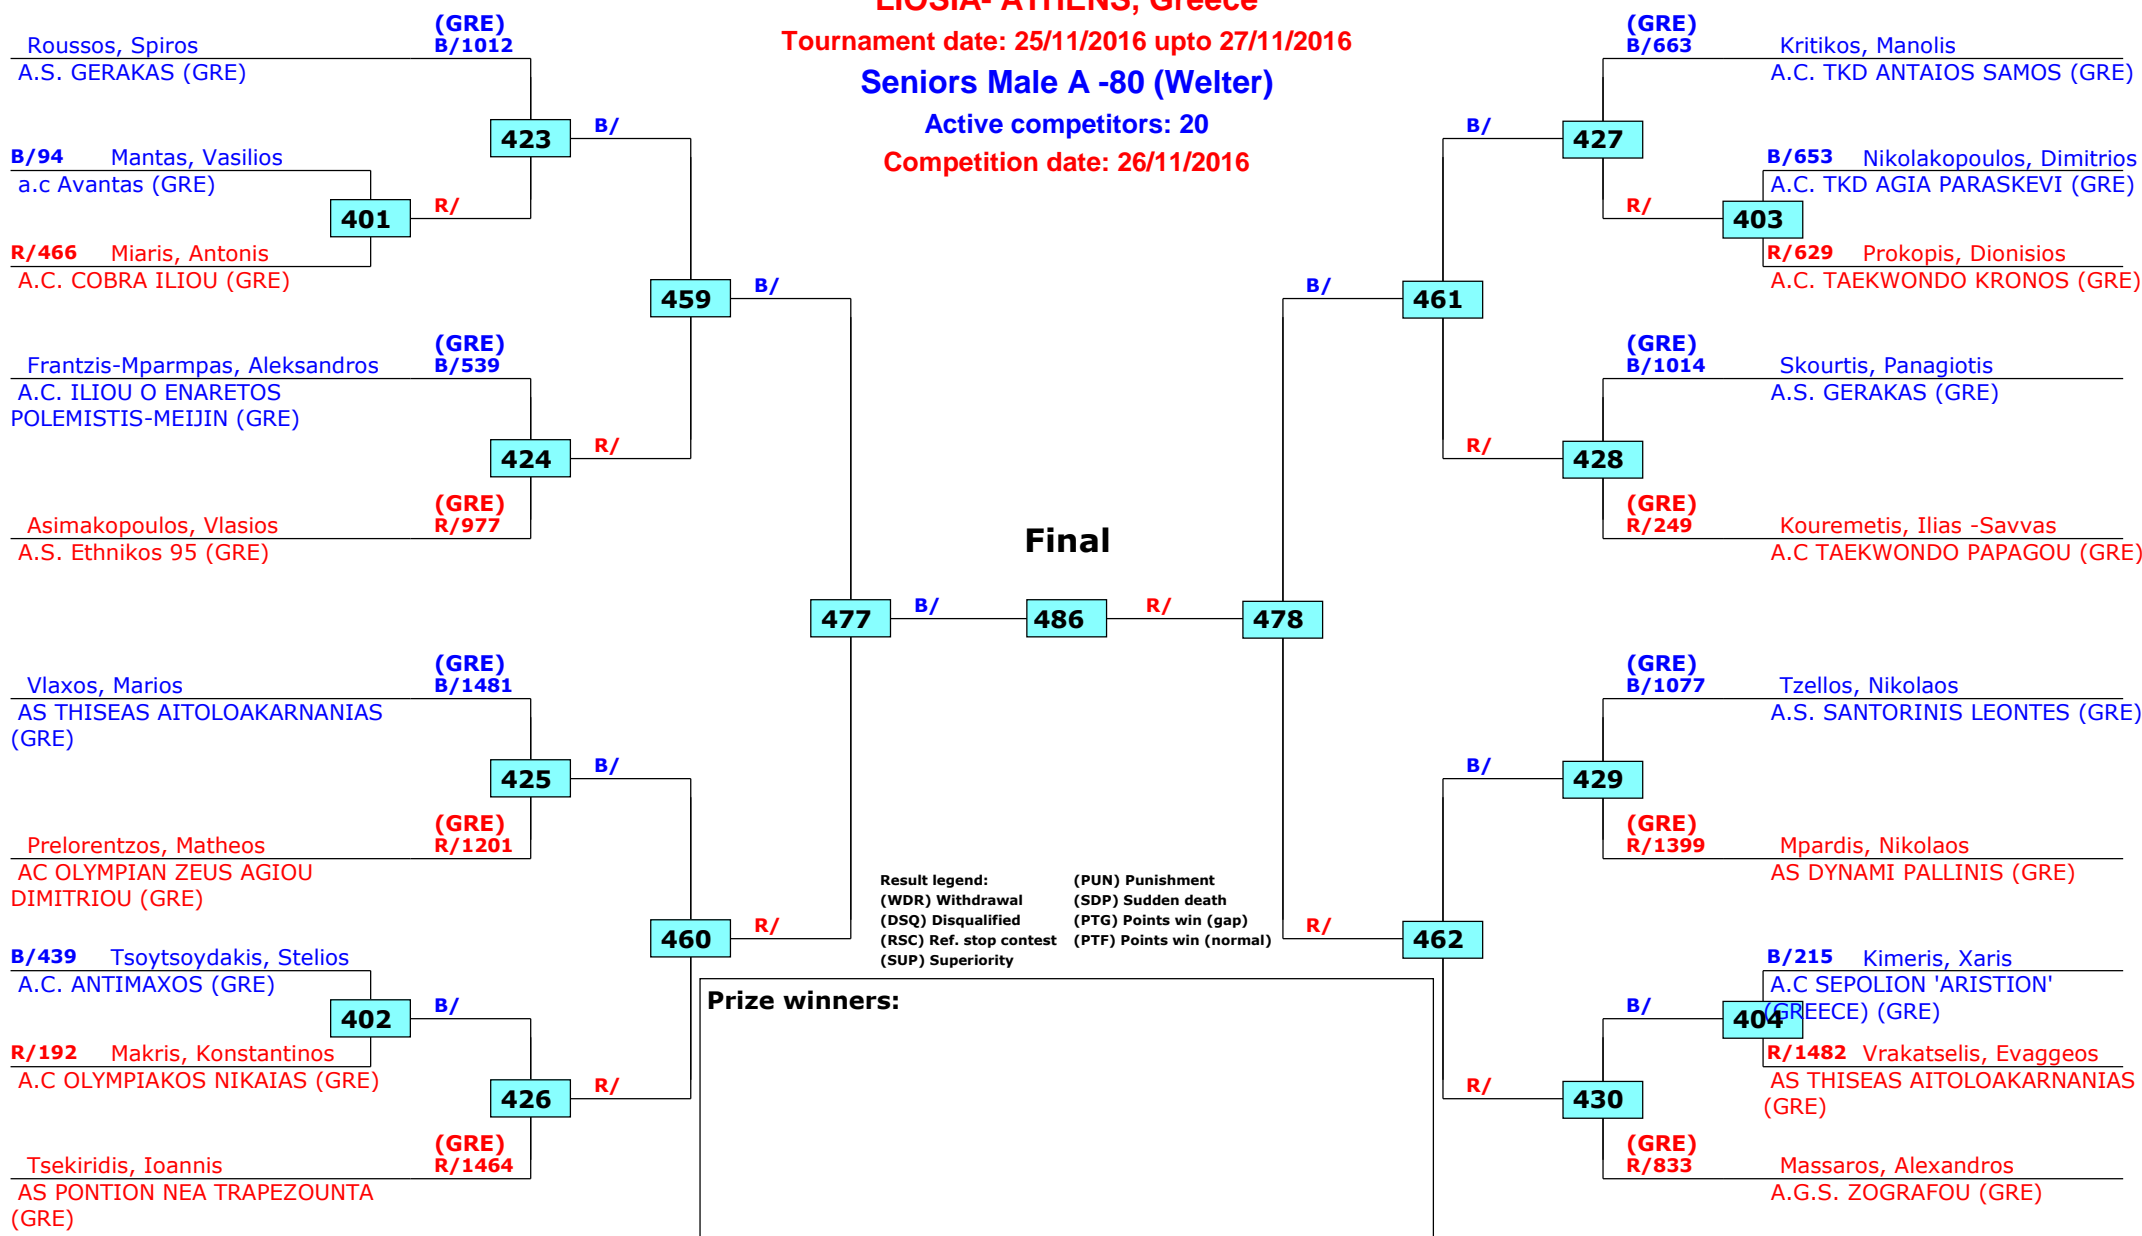 LIOSIA- ATHENS, Greece
Tournament date: 25/11/2016 upto 27/11/2016
Seniors Male A -80 (Welter)
Active competitors: 20
Competition date: 26/11/2016
(GRE)
Roussos, Spiros B/1012
A.S. GERAKAS (GRE)
423
B/
B/94 Mantas, Vasilios
a.c Avantas (GRE)
401
R/
R/466 Miaris, Antonis
A.C. COBRA ILIOU (GRE)
459
B/
(GRE)
Frantzis-Mparmpas, Aleksandros B/539
A.C. ILIOU O ENARETOS
POLEMISTIS-MEIJIN (GRE)
424
R/
(GRE)
Asimakopoulos, Vlasios R/977
A.S. Ethnikos 95 (GRE)
477
B/
(GRE)
Vlaxos, Marios B/1481
AS THISEAS AITOLOAKARNANIAS
(GRE)
425
B/
(GRE)
Prelorentzos, Matheos R/1201
AC OLYMPIAN ZEUS AGIOU
DIMITRIOU (GRE)
460
R/
B/439 Tsoytsoydakis, Stelios
A.C. ANTIMAXOS (GRE)
402
B/
R/192 Makris, Konstantinos
A.C OLYMPIAKOS NIKAIAS (GRE)
426
R/
(GRE)
Tsekiridis, Ioannis R/1464
AS PONTION NEA TRAPEZOUNTA
(GRE)
Final
486
R/
478
(GRE)
B/663 Kritikos, Manolis
A.C. TKD ANTAIOS SAMOS (GRE)
B/
427
B/653 Nikolakopoulos, Dimitrios
A.C. TKD AGIA PARASKEVI (GRE)
R/
403
R/629 Prokopis, Dionisios
A.C. TAEKWONDO KRONOS (GRE)
B/
461
(GRE)
B/1014 Skourtis, Panagiotis
A.S. GERAKAS (GRE)
R/
428
(GRE)
R/249 Kouremetis, Ilias -Savvas
A.C TAEKWONDO PAPAGOU (GRE)
(GRE)
B/1077 Tzellos, Nikolaos
A.S. SANTORINIS LEONTES (GRE)
B/
429
(GRE)
R/1399 Mpardis, Nikolaos
AS DYNAMI PALLINIS (GRE)
R/
462
B/215 Kimeris, Xaris
A.C SEPOLION 'ARISTION'
(GREECE) (GRE)
B/
404
R/1482 Vrakatselis, Evaggeos
AS THISEAS AITOLOAKARNANIAS
(GRE)
R/
430
(GRE)
R/833 Massaros, Alexandros
A.G.S. ZOGRAFOU (GRE)
Result legend: (PUN) Punishment
(WDR) Withdrawal (SDP) Sudden death
(DSQ) Disqualified (PTG) Points win (gap)
(RSC) Ref. stop contest (PTF) Points win (normal)
(SUP) Superiority
Prize winners: